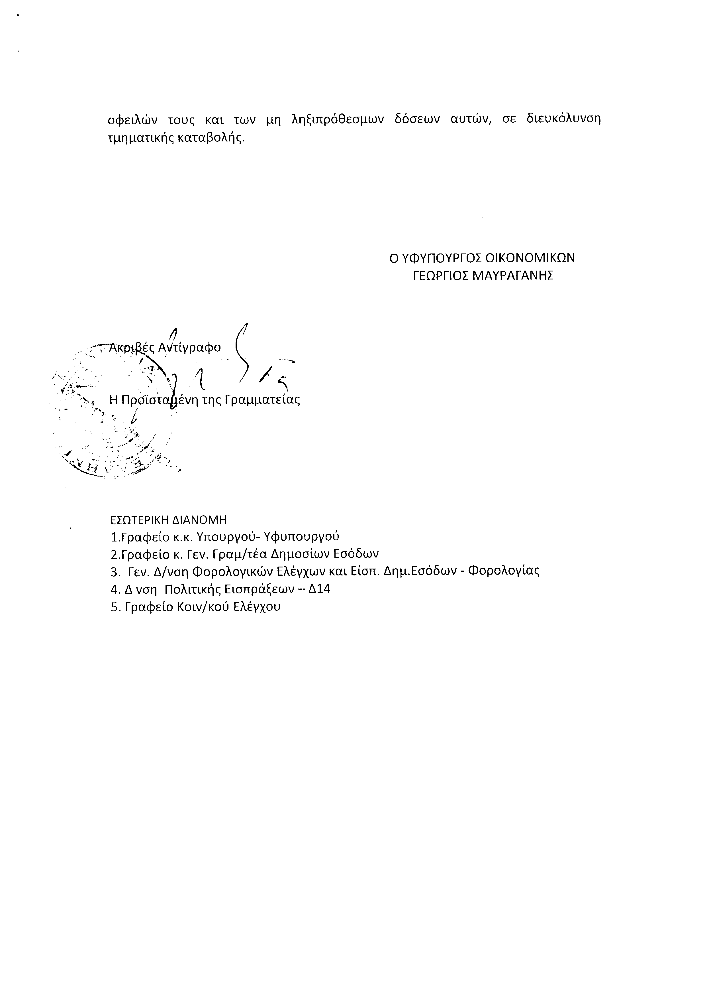 οφειλών τους και των μη ληξιπρόθεσμων δόσεων αυτών, σε διευκόλυνση
τμηματικής καταβολής.
Ο ΥΦΥΠΟΥΡΓΟΣ ΟΙΚΟΝΟΜΙΚΩΝ
ΓΕΩΡΓΙΟΣ ΜΑΥΡΑΓΑΝΗΣ
Ακριβές Αντίγραφο
Η Προϊσταμένη της Γραμματείας
ΕΣΩΤΕΡΙΚΗ ΔΙΑΝΟΜΗ
1.Γραφείο κ.κ. Υπουργού- Υφυπουργού
2.Γραφείο κ. Γεν. Γραμ/τέα Δημοσίων Εσόδων
3. Γεν. Δ/νση Φορολογικών Ελέγχων και Είσπ. Δημ.Εσόδων - Φορολογίας
4. Δ νση Πολιτικής Εισπράξεων – Δ14
5. Γραφείο Κοιν/κού Ελέγχου